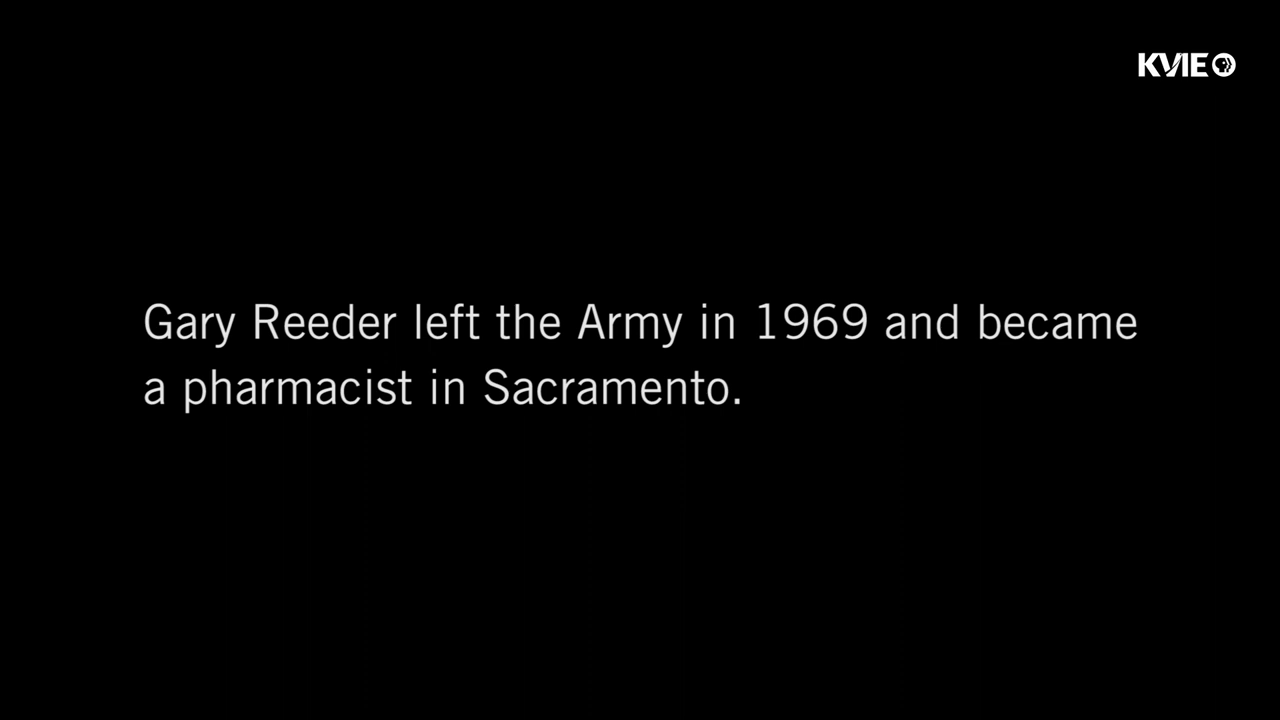 KVIE
Gary Reeder left the Army in 1969 and became
a pharmacist in Sacramento.